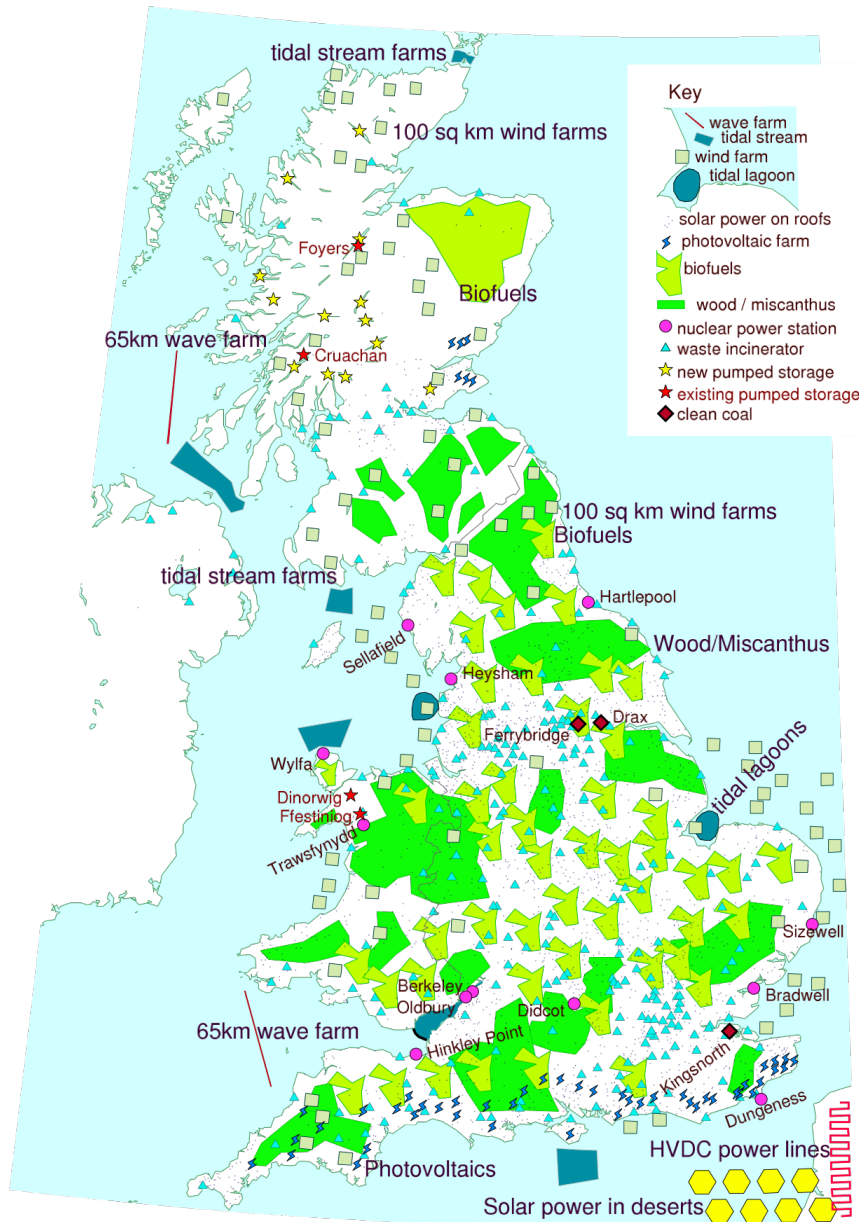 tidal stream farms
Key
wave farm
tidal stream
wind farm
tidal lagoon
solar power on roofs
photovoltaic farm
biofuels
wood / miscanthus
nuclear power station
waste incinerator
new pumped storage
existing pumped storage
clean coal
100 sq km wind farms
Foyers
Biofuels
65km wave farm
Cruachan
100 sq km wind farms
Biofuels
tidal stream farms
Hartlepool
Sellafield
Wood/Miscanthus
Heysham
Drax
Ferrybridge
Wylfa
tidal lagoons
Dinorwig
Ffestiniog
Trawsfynydd
Sizewell
Berkeley
Oldbury
Didcot
Bradwell
65km wave farm
Hinkley Point
Kingsnorth
Dungeness
HVDC power lines
Photovoltaics
Solar power in deserts